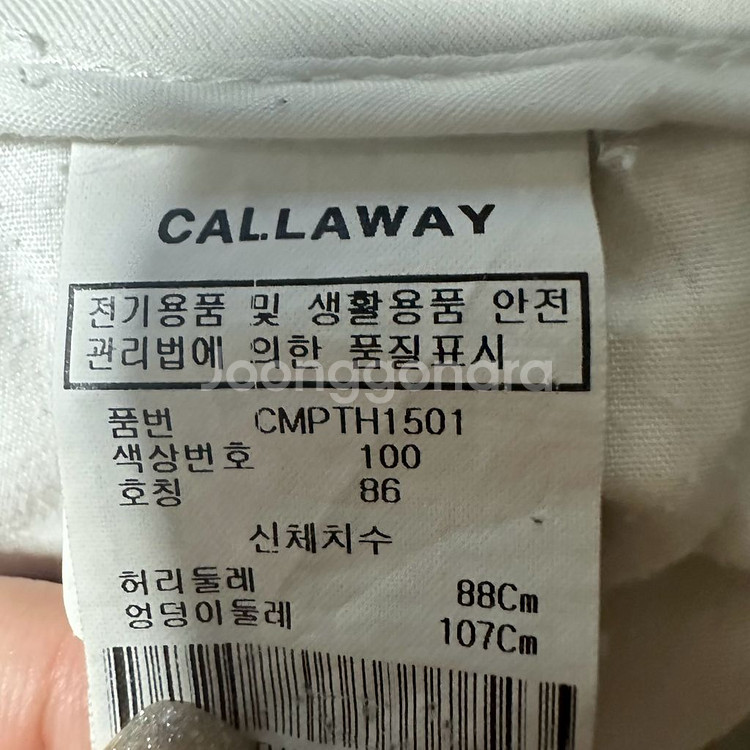 CALLAWAY
전기용품 및 생활용품 안전
관리법에 의한 품질표시
Joonggonara
품번 CMPTH1501
색상번호 100
호칭 86
신체치수
허리둘레 88Cm
엉덩이둘레 107Cm